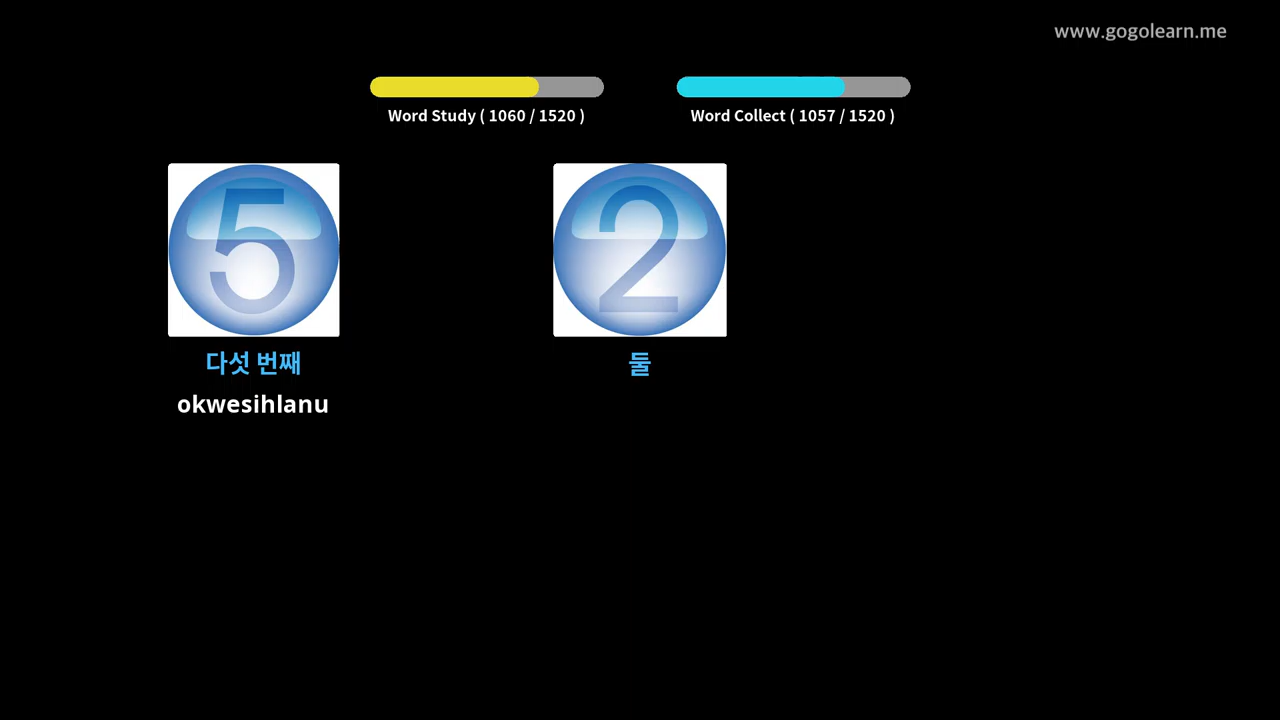 www.gogolearn.me
Word Study ( 1060 / 1520 )
Word Collect ( 1057 / 1520 )
5
2
다섯 번째
둘
okwesihlanu